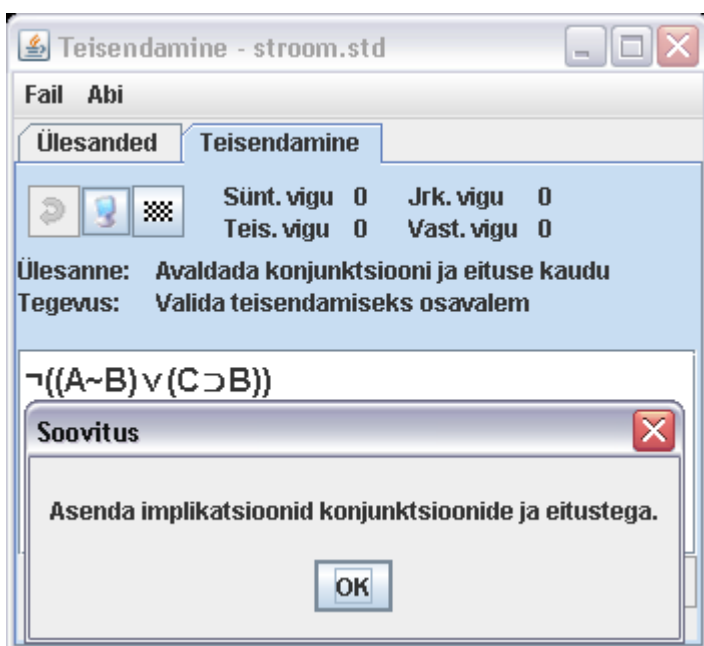 Teisendamine - stroom.std
Fail Abi
Ülesanded Teisendamine
Sünt. vigu 0 Jrk. vigu 0
Teis. vigu 0 Vast. vigu 0
Ülesanne: Avaldada konjunktsiooni ja eituse kaudu
Tegevus: Valida teisendamiseks osavalem
¬((A~B)∨(C⊃B))
Soovitus
Asenda implikatsioonid konjunktsioonide ja eitustega.
OK